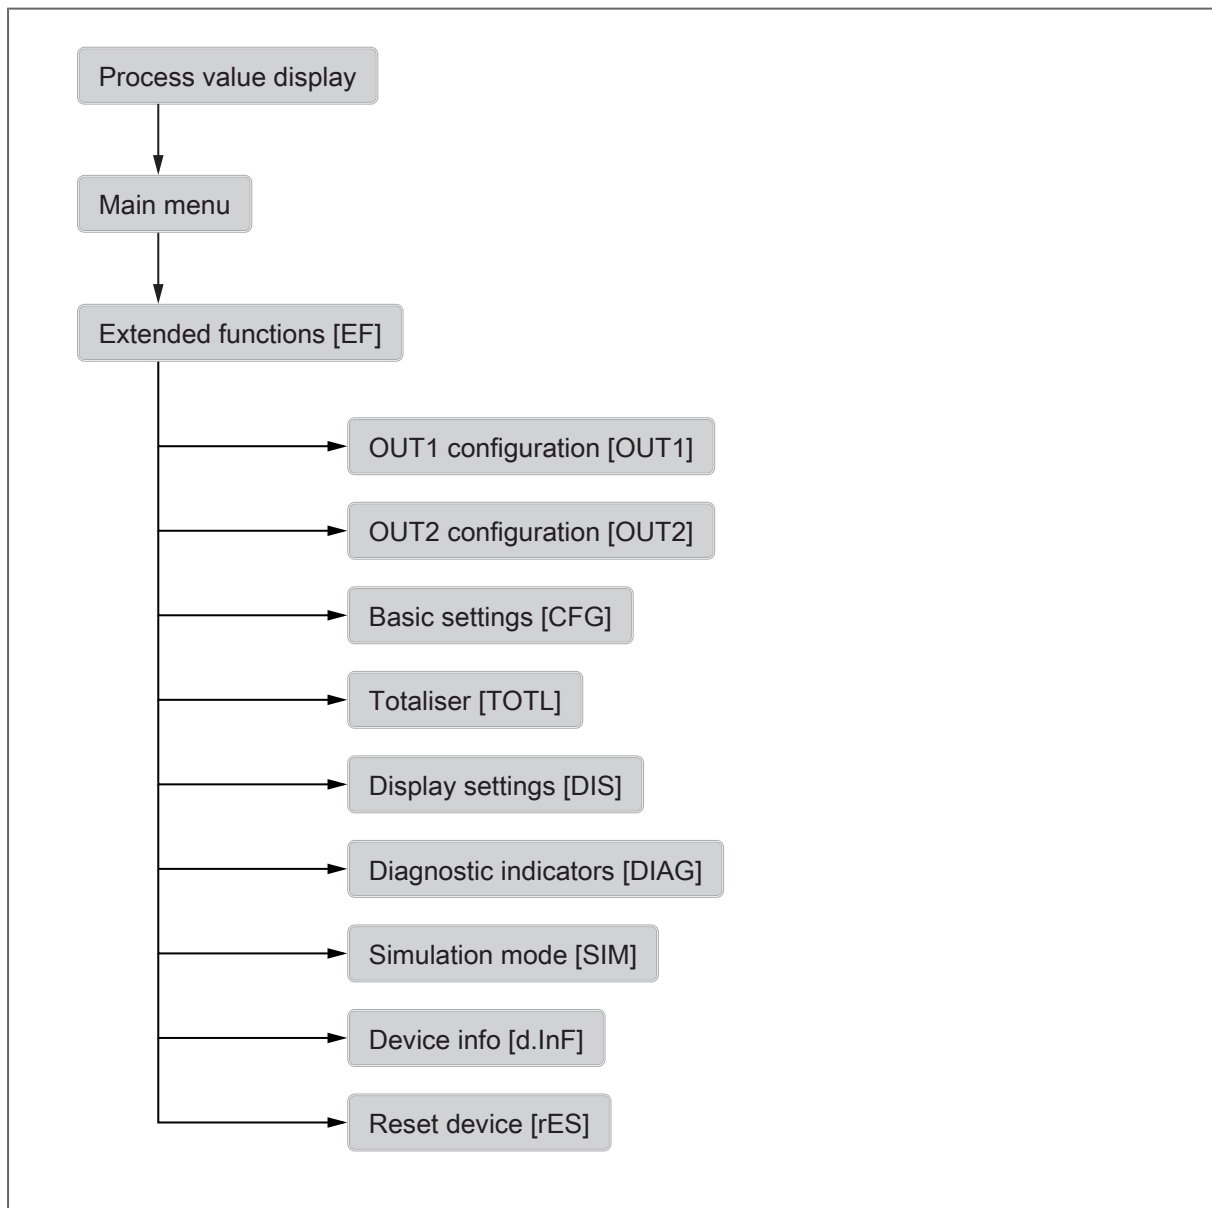 Process value display
Main menu
Extended functions [EF]
OUT1 configuration [OUT1]
OUT2 configuration [OUT2]
Basic settings [CFG]
Totaliser [TOTL]
Display settings [DIS]
Diagnostic indicators [DIAG]
Simulation mode [SIM]
Device info [d.InF]
Reset device [rES]